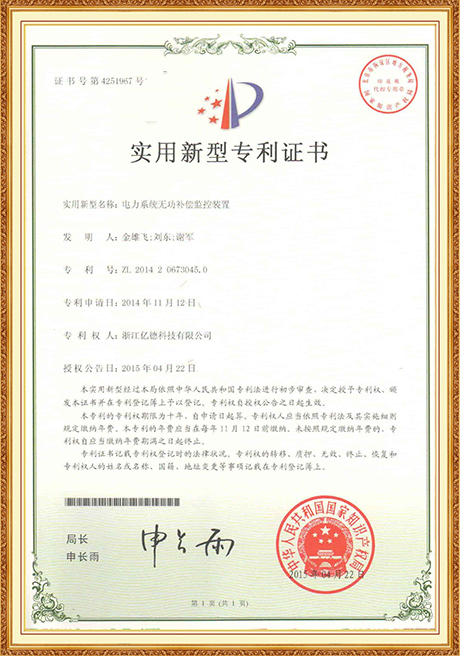 证书号第4251967号
印花税
代扣专用章
实用新型专利证书
实用新型名称：电力系统无功补偿监控装置
发 明 人：金雄飞;刘东;谢军
专 利 号：ZL 2014 2 0673045.0
专利申请日：2014年11月12日
专 利 权 人：浙江亿德科技有限公司
授权公告日：2015年04月22日
本实用新型经过本局依照中华人民共和国专利法进行初步审查，决定授予专利权，颁
发本证书并在专利登记簿上予以登记。专利权自授权公告之日起生效。
本专利的专利权期限为十年，自申请日起算。专利权人应当依照专利法及其实施细则
规定缴纳年费。本专利的年费应当在每年11月12日前缴纳。未按照规定缴纳年费的，专
利权自应当缴纳年费期满之日起终止。
专利证书记载专利权登记时的法律状况。专利权的转移、质押、无效、终止、恢复和
专利权人的姓名或名称、国籍、地址变更等事项记载在专利登记簿上。
局长
申长雨
申长雨
中华人民共和国国家知识产权局
2015年04月22日
第1页(共1页)